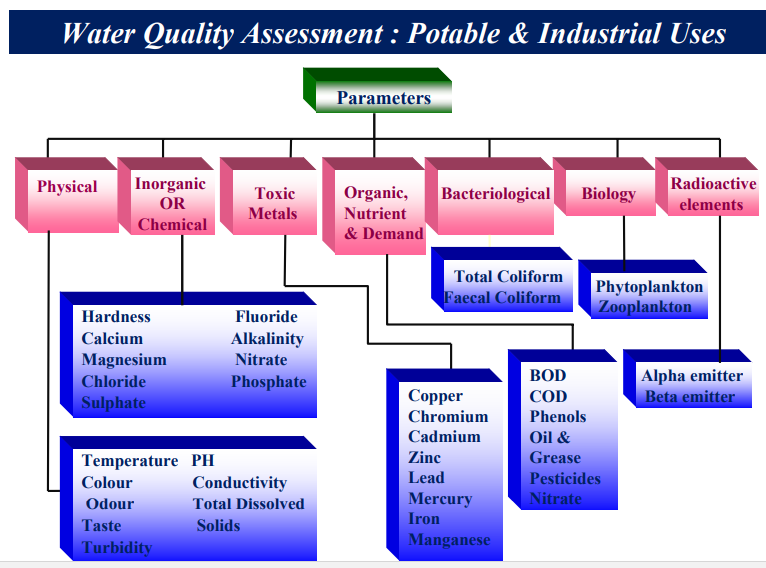 Water Quality Assessment : Potable & Industrial Uses
Parameters
Physical
Inorganic
OR
Chemical
Toxic
Metals
Organic,
Nutrient
& Demand
Bacteriological
Biology
Radioactive
elements
Total Coliform
Faecal Coliform
Phytoplankton
Zooplankton
Hardness Fluoride
Calcium Alkalinity
Magnesium Nitrate
Chloride Phosphate
Sulphate
Copper
Chromium
Cadmium
Zinc
Lead
Mercury
Iron
Manganese
BOD
COD
Phenols
Oil &
Grease
Pesticides
Nitrate
Alpha emitter
Beta emitter
Temperature PH
Colour Conductivity
Odour Total Dissolved
Taste Solids
Turbidity